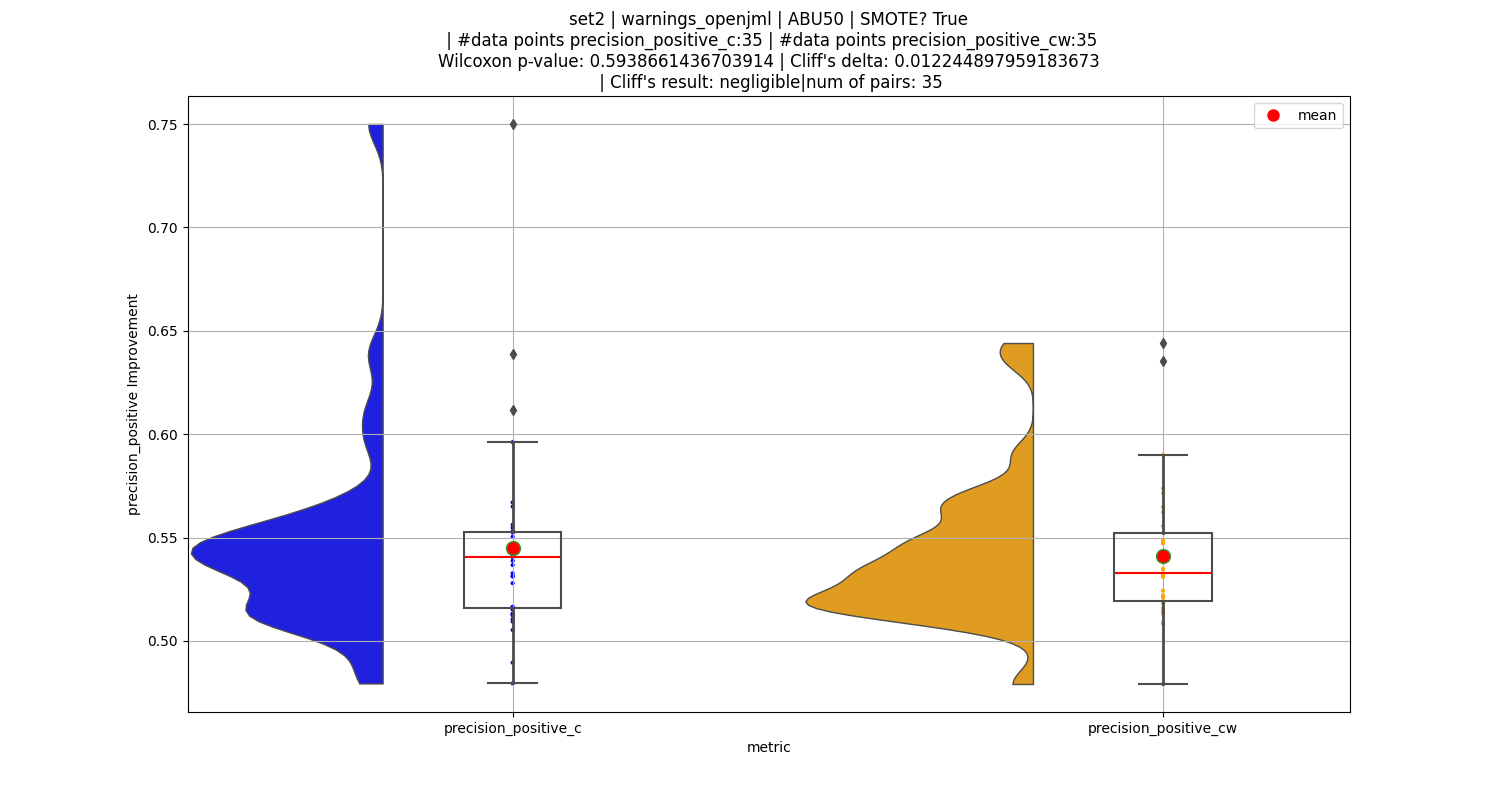 set2 | warnings_openjml | ABU50 | SMOTE? True
| #data points precision_positive_c:35 | #data points precision_positive_cw:35
Wilcoxon p-value: 0.5938661436703914 | Cliff's delta: 0.012244897959183673
| Cliff's result: negligible|num of pairs: 35
mean
0.75
0.70
0.65
0.60
0.55
0.50
precision_positive Improvement
precision_positive_c
precision_positive_cw
metric